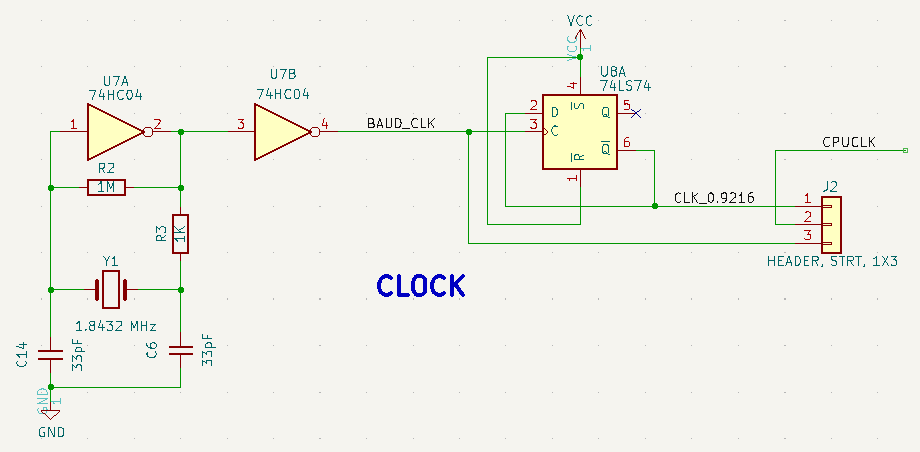 VCC
VCC
1
U7A
74HC04
U7B
74HC04
U8A
74LS74
1
2
3
4
BAUD_CLK
4
S
2
D
3
C
Q
5
Q
6
R
1
R2
1M
R3
1K
Y1
1.8432 MHz
C14
33pF
C6
33pF
GND
1
GND
CLOCK
CLK_0.9216
CPUCLK
J2
1
2
3
HEADER, STRT, 1X3